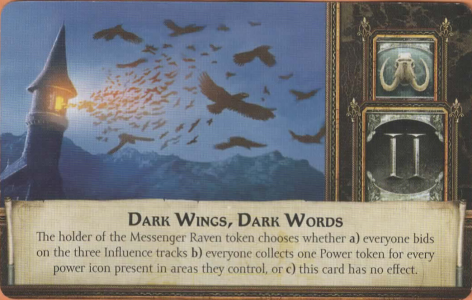 II
DARK WINGS, DARK WORDS
The holder of the Messenger Raven token chooses whether a) everyone bids
on the three Influence tracks b) everyone collects one Power token for every
power icon present in areas they control, or c) this card has no effect.